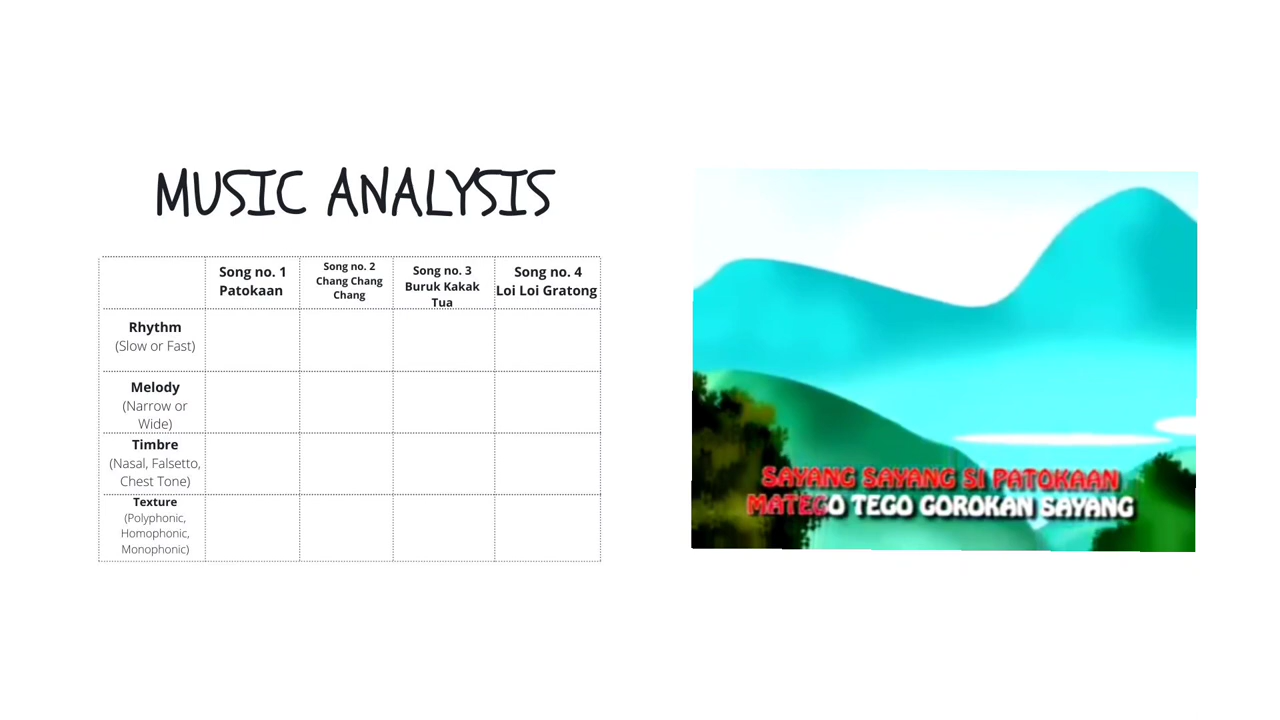 MUSIC ANALYSIS
Song no. 1
Patokaan
Song no. 2
Chang Chang
Chang
Song no. 3
Buruk Kakak
Tua
Song no. 4
Loi Loi Gratong
Rhythm
(Slow or Fast)
Melody
(Narrow or
Wide)
Timbre
(Nasal, Falsetto,
Chest Tone)
Texture
(Polyphonic,
Homophonic,
Monophonic)
SAYANG SAYANG SI PATOKAAN
MATEGO TEGO GOROKAN SAYANG